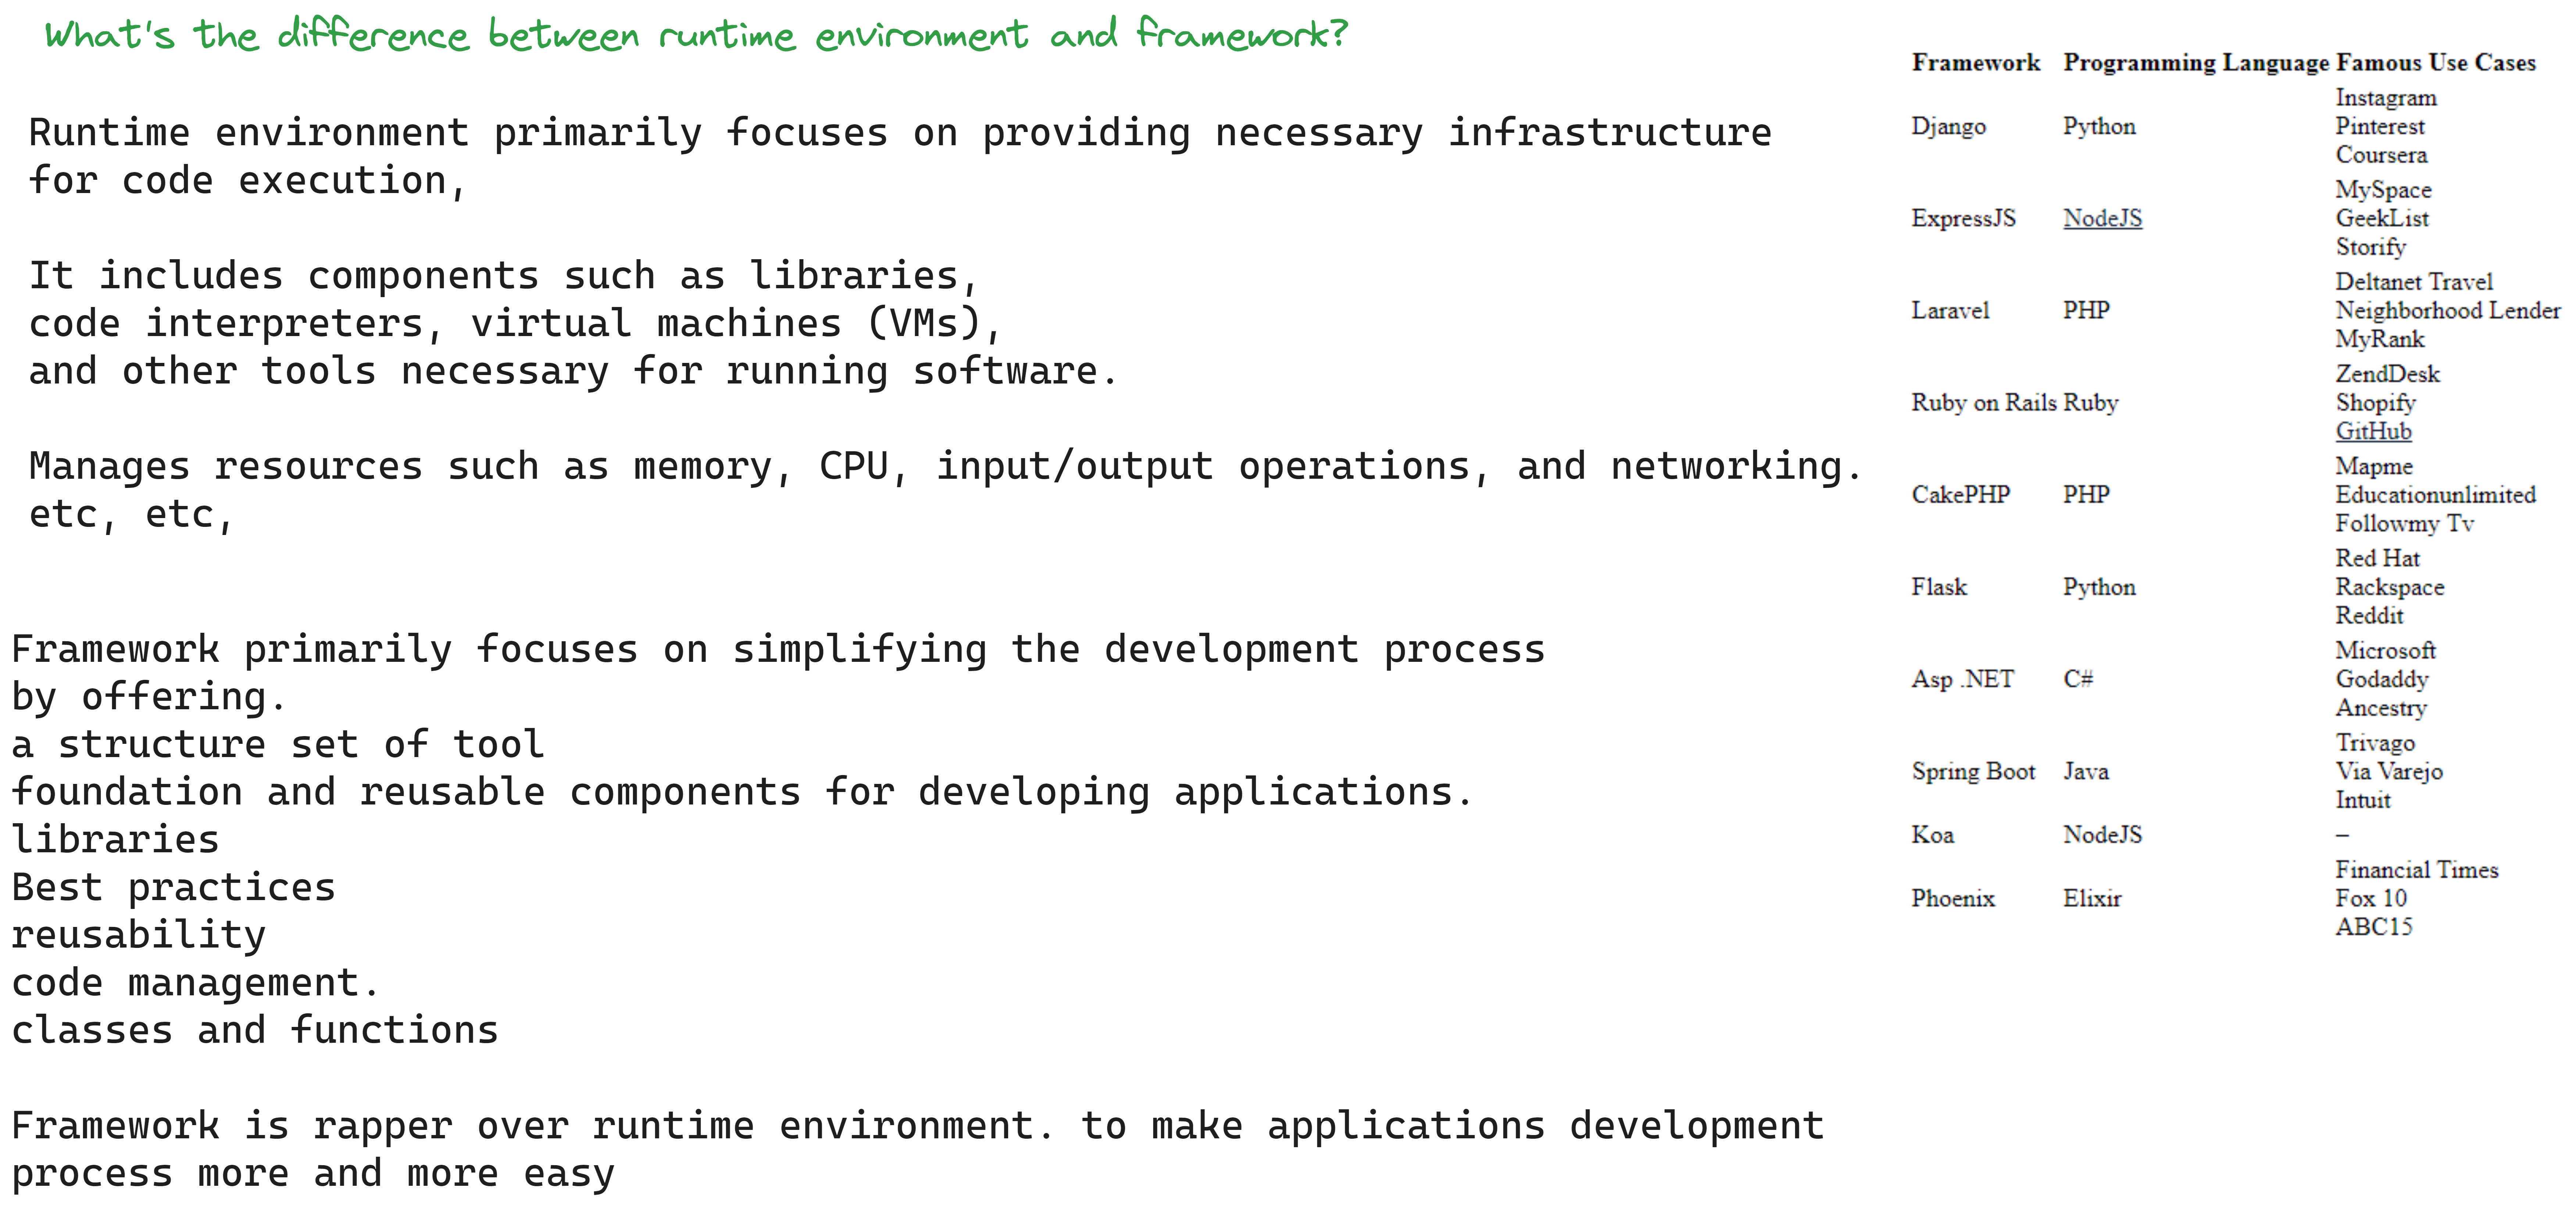 What's the difference between runtime environment and framework?
Runtime environment primarily focuses on providing necessary infrastructure
for code execution,
It includes components such as libraries,
code interpreters, virtual machines (VMs),
and other tools necessary for running software.
Manages resources such as memory, CPU, input/output operations, and networking.
etc, etc,
Framework primarily focuses on simplifying the development process
by offering.
a structure set of tool
foundation and reusable components for developing applications.
libraries
Best practices
reusability
code management.
classes and functions
Framework is rapper over runtime environment. to make applications development
process more and more easy
Framework Programming Language Famous Use Cases
Instagram
Django Python Pinterest
Coursera
MySpace
ExpressJS NodeJS GeekList
Storify
Deltanet Travel
Laravel PHP Neighborhood Lender
MyRank
ZendDesk
Ruby on Rails Ruby Shopify
GitHub
Mapme
CakePHP PHP Educationunlimited
Followmy Tv
Red Hat
Flask Python Rackspace
Reddit
Microsoft
Asp .NET C# Godaddy
Ancestry
Trivago
Spring Boot Java Via Varejo
Intuit
Koa NodeJS –
Financial Times
Phoenix Elixir Fox 10
ABC15